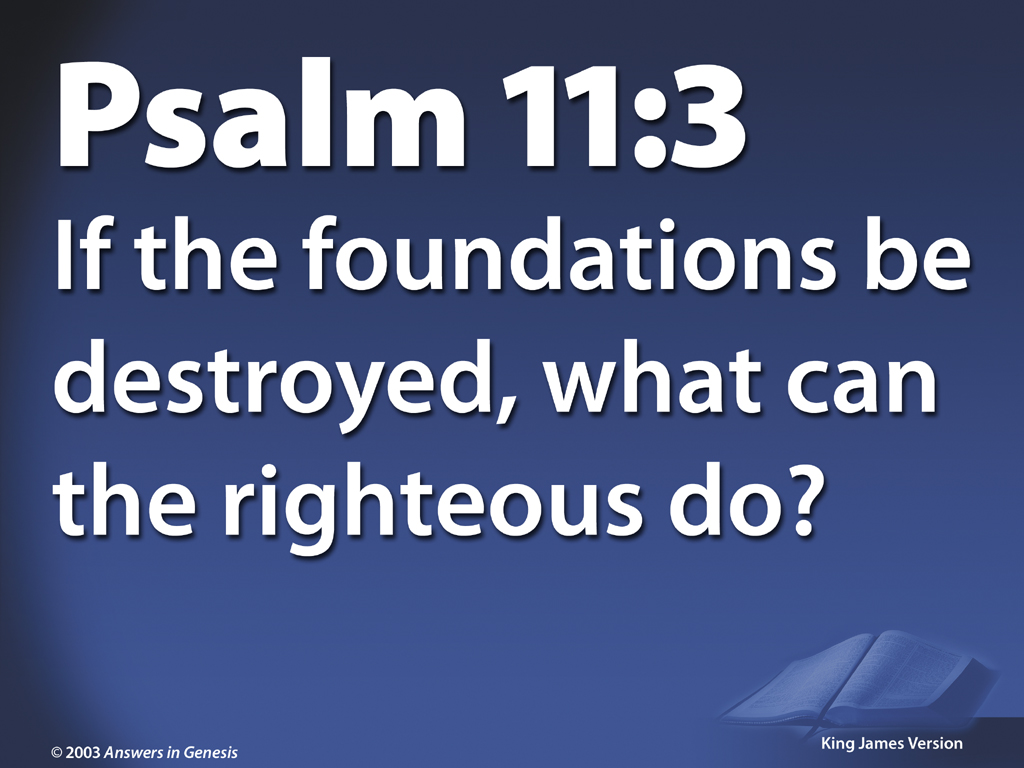 Psalm 11:3
If the foundations be
destroyed, what can
the righteous do?
© 2003 Answers in Genesis
King James Version